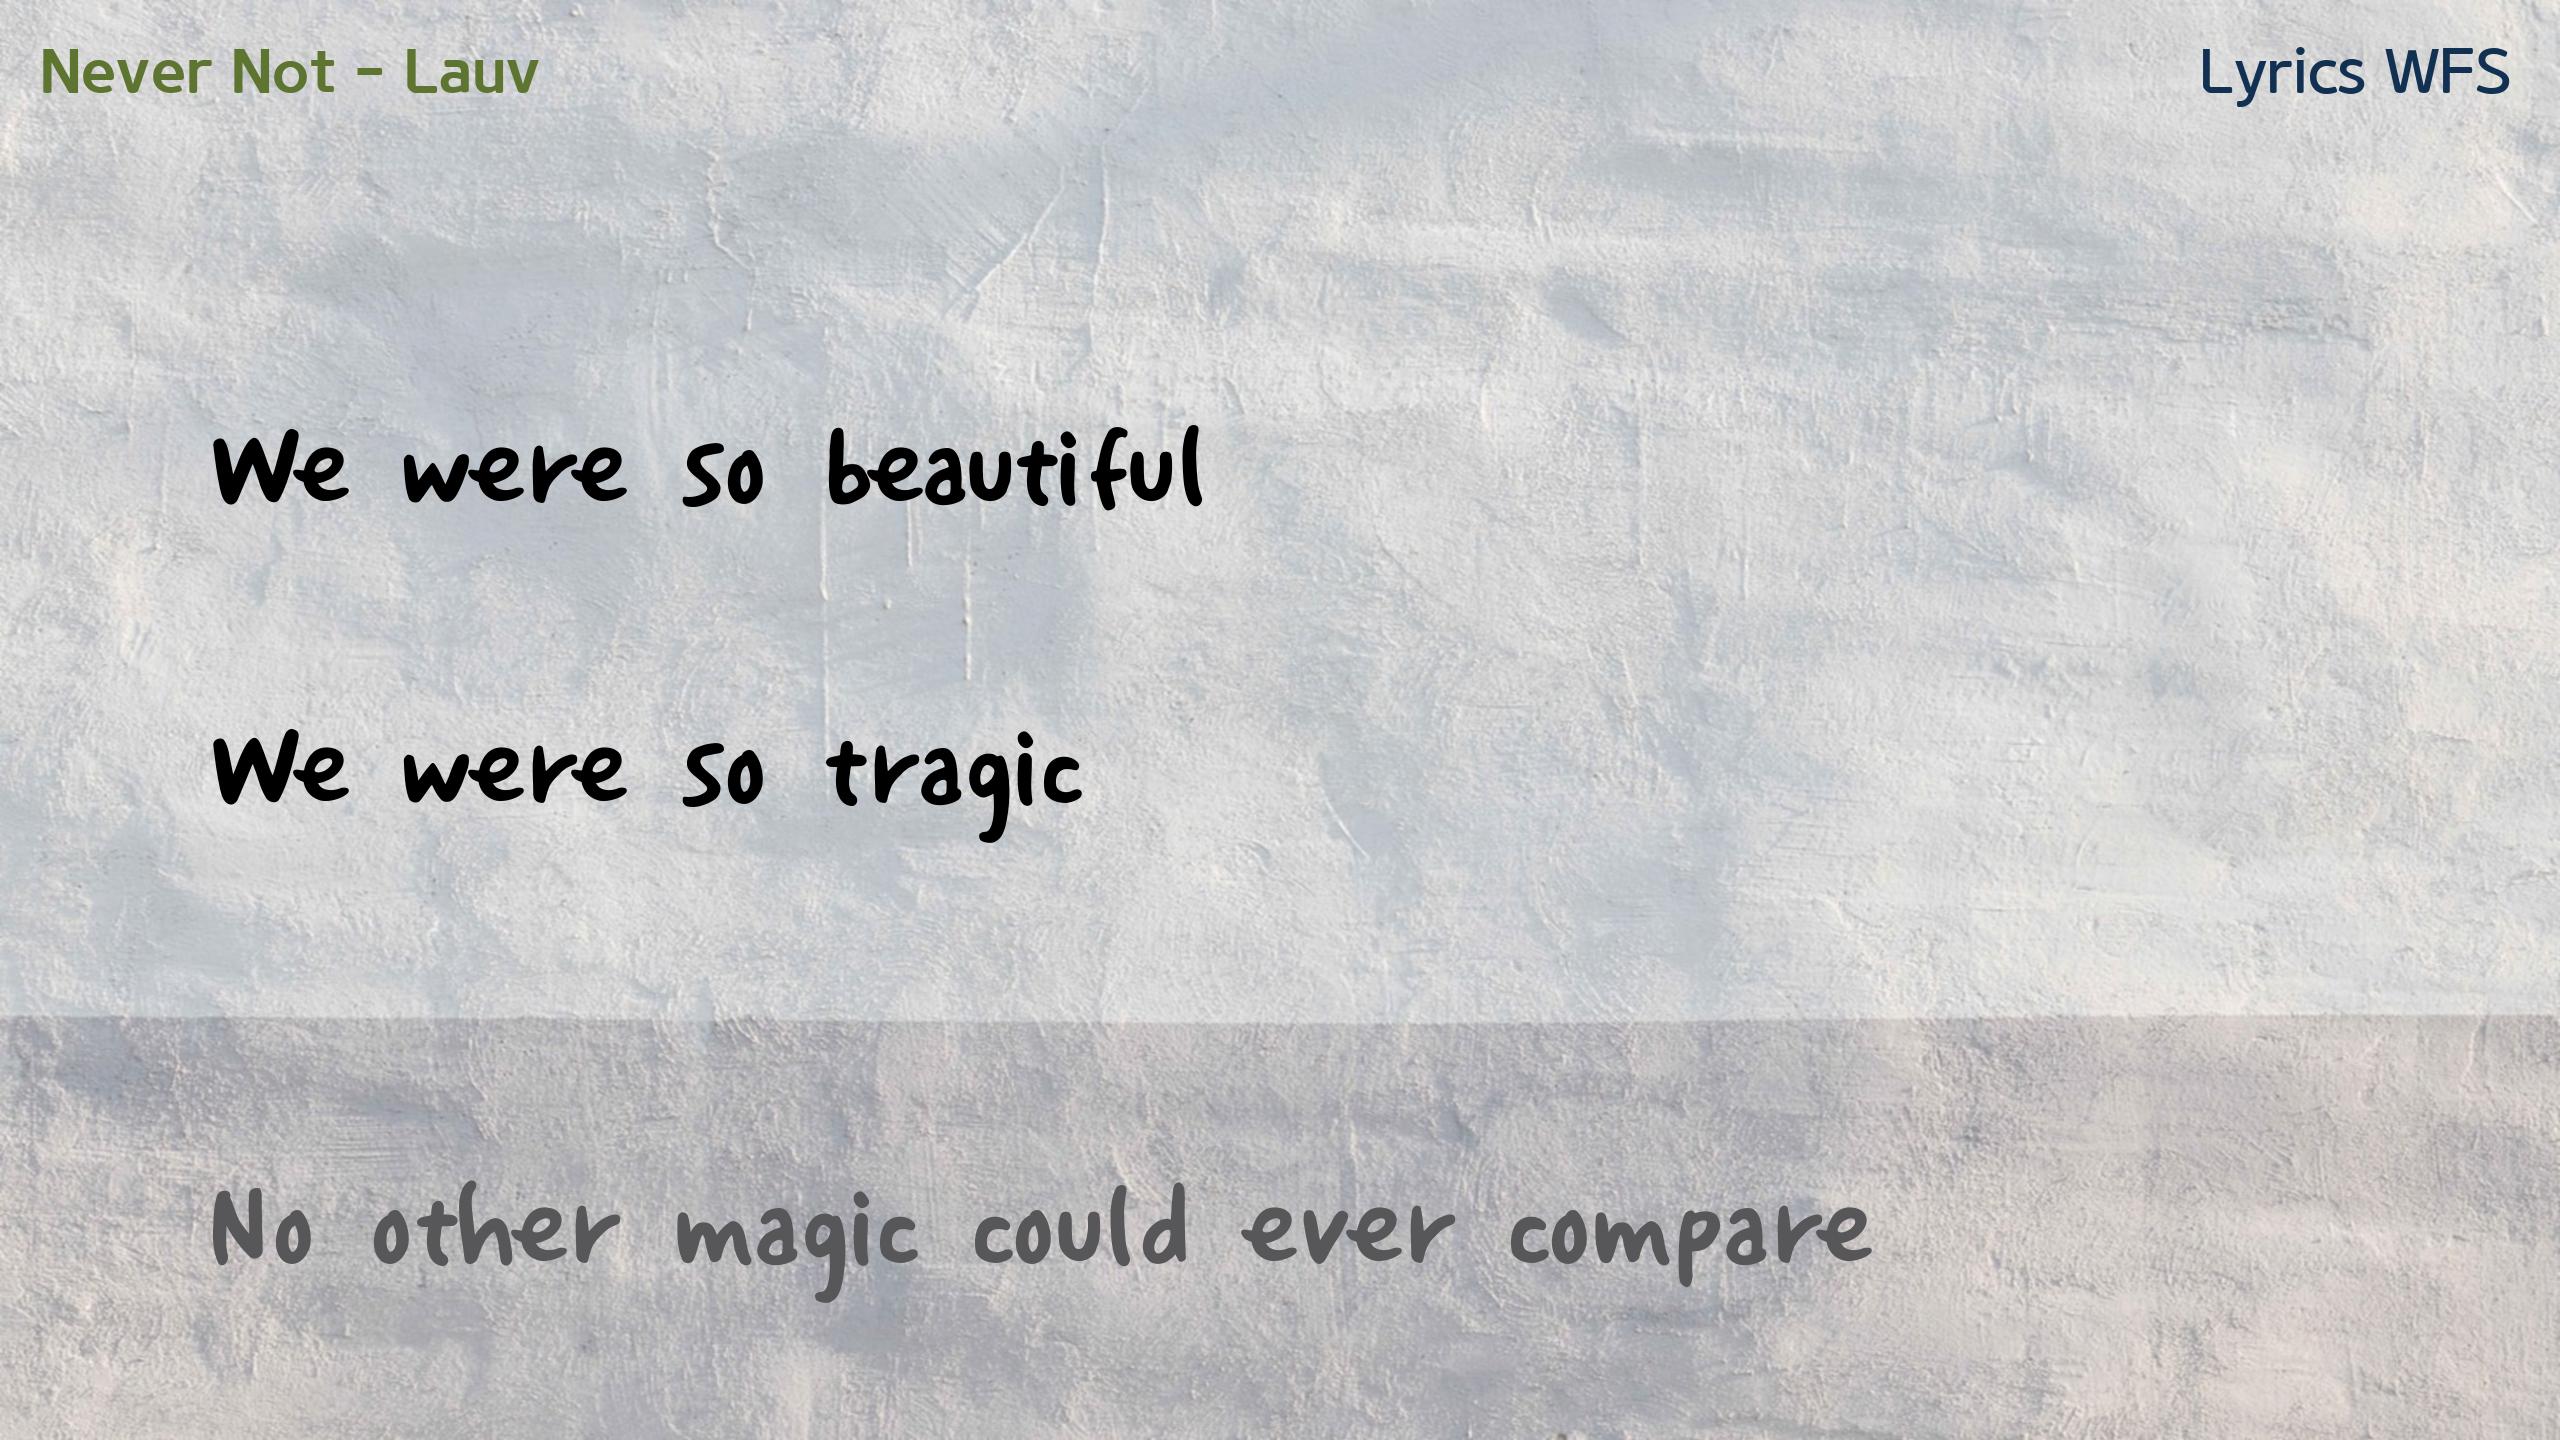 Never Not - Lauv
Lyrics WFS
We were so beautiful
We were so tragic
No other magic could ever compare